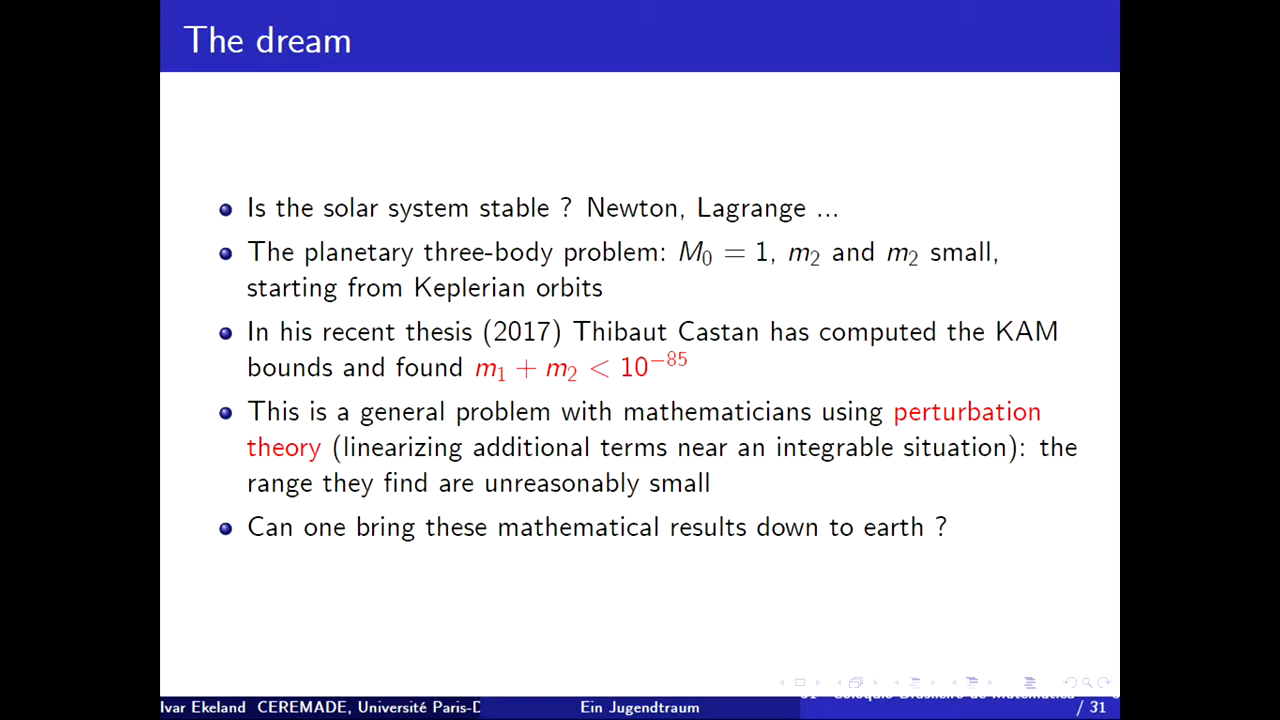 The dream
Is the solar system stable ? Newton, Lagrange ...
The planetary three-body problem: M₀ = 1, m₂ and m₂ small,
starting from Keplerian orbits
In his recent thesis (2017) Thibaut Castan has computed the KAM
bounds and found m₁ + m₂ < 10⁻⁸⁵
This is a general problem with mathematicians using perturbation
theory (linearizing additional terms near an integrable situation): the
range they find are unreasonably small
Can one bring these mathematical results down to earth ?
Ivar Ekeland CEREMADE, Université Paris-D
Ein Jugendtraum
/ 31